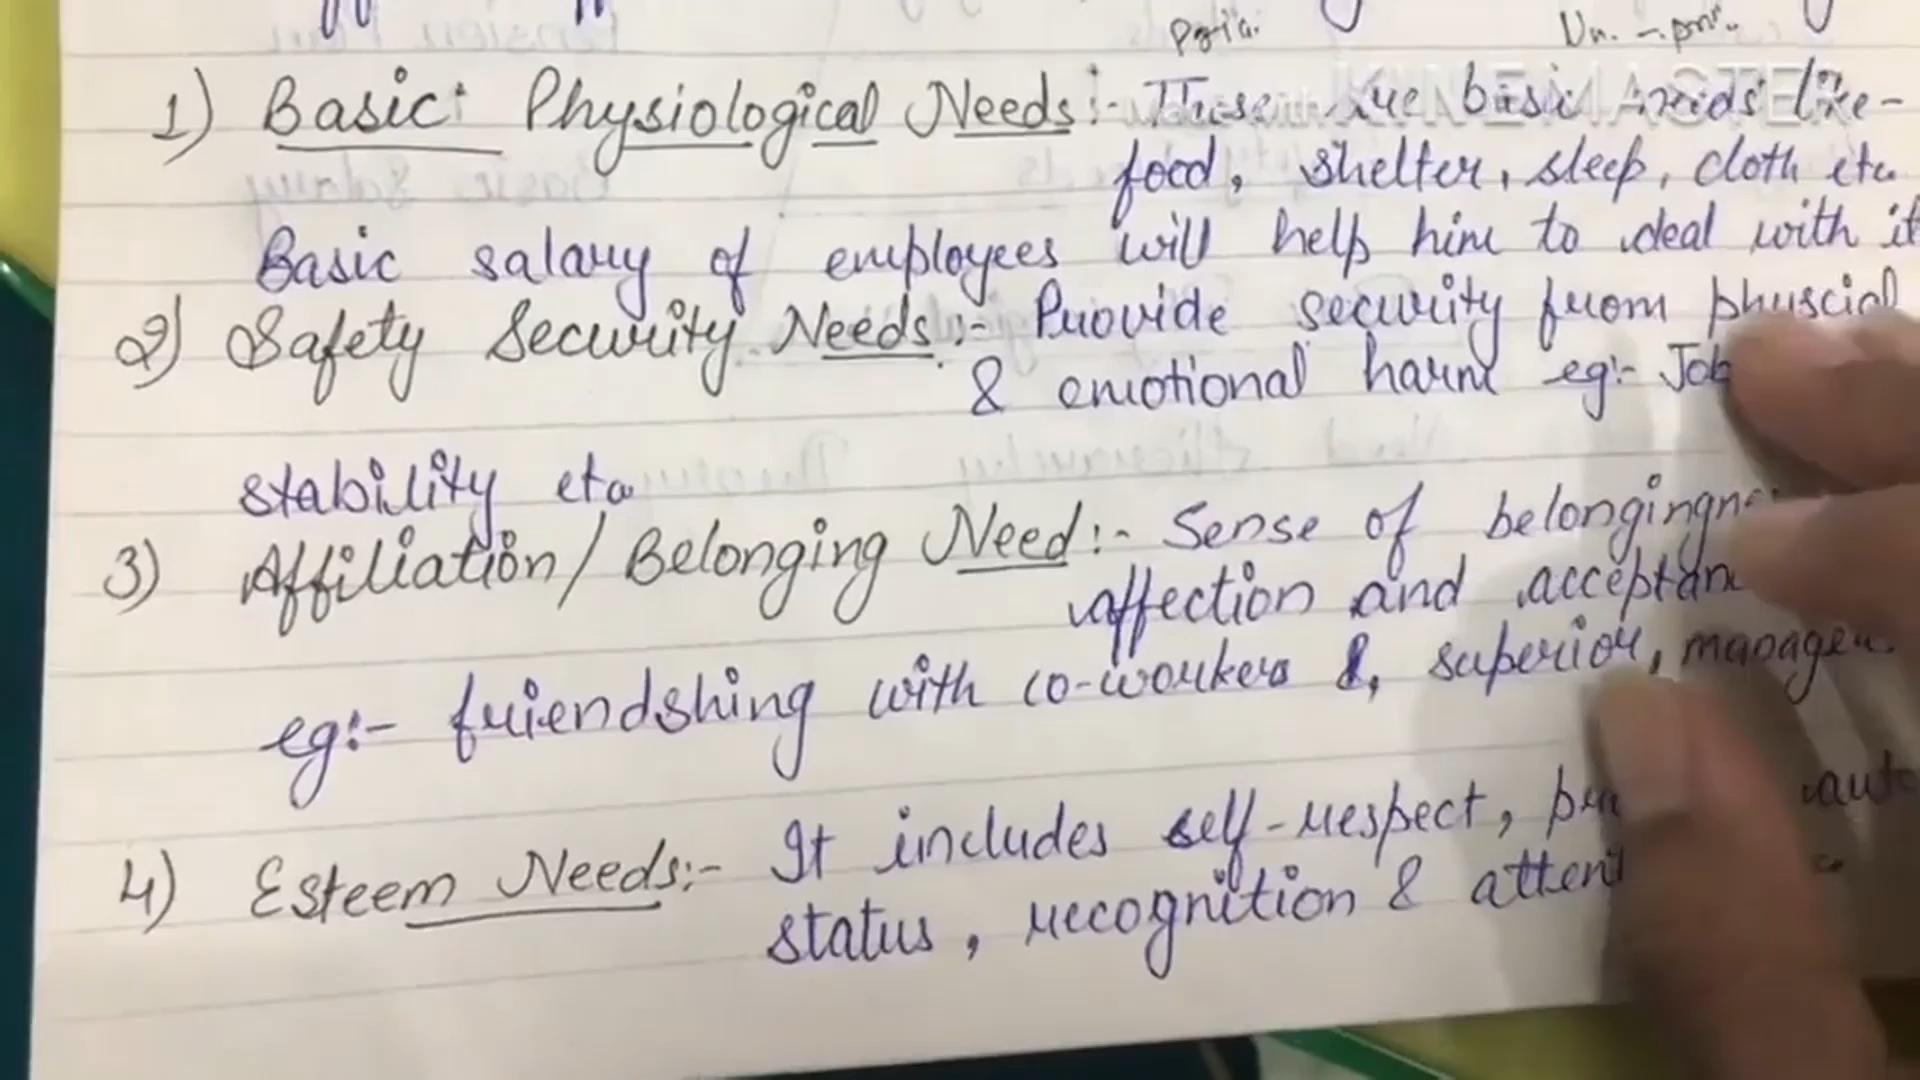 1) Basic Physiological Needs:- These are basic needs like-
food, shelter, sleep, cloth etc.
Basic salary of employees will help him to deal with it
2) Safety Security Needs:- Provide security from physcial
& emotional harm eg:- Job
stability etc
3) Affiliation/Belonging Need:- Sense of
affection and
eg:- friendshing with co-workers &, superior, manager
4) Esteem Needs:- It includes self-respect,
status, recognition &
KINEMASTER